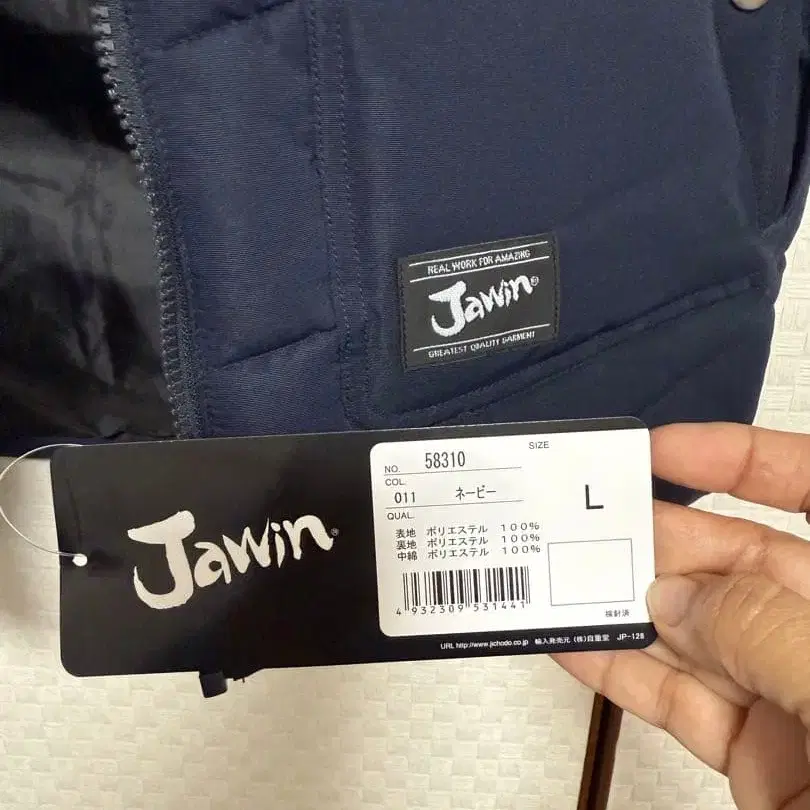 REAL WORK FOR AMAZING
Jawin®
GREATEST QUALITY GARMENT
Jawin®
NO. 58310
SIZE
COL.
011 ネービー
L
QUAL.
表地 ポリエステル 100%
裏地 ポリエステル 100%
中綿 ポリエステル 100%
4 932309 531441
検針済
URL http://www.jichodo.co.jp 輸入発売元 (株)自重堂 JP-128